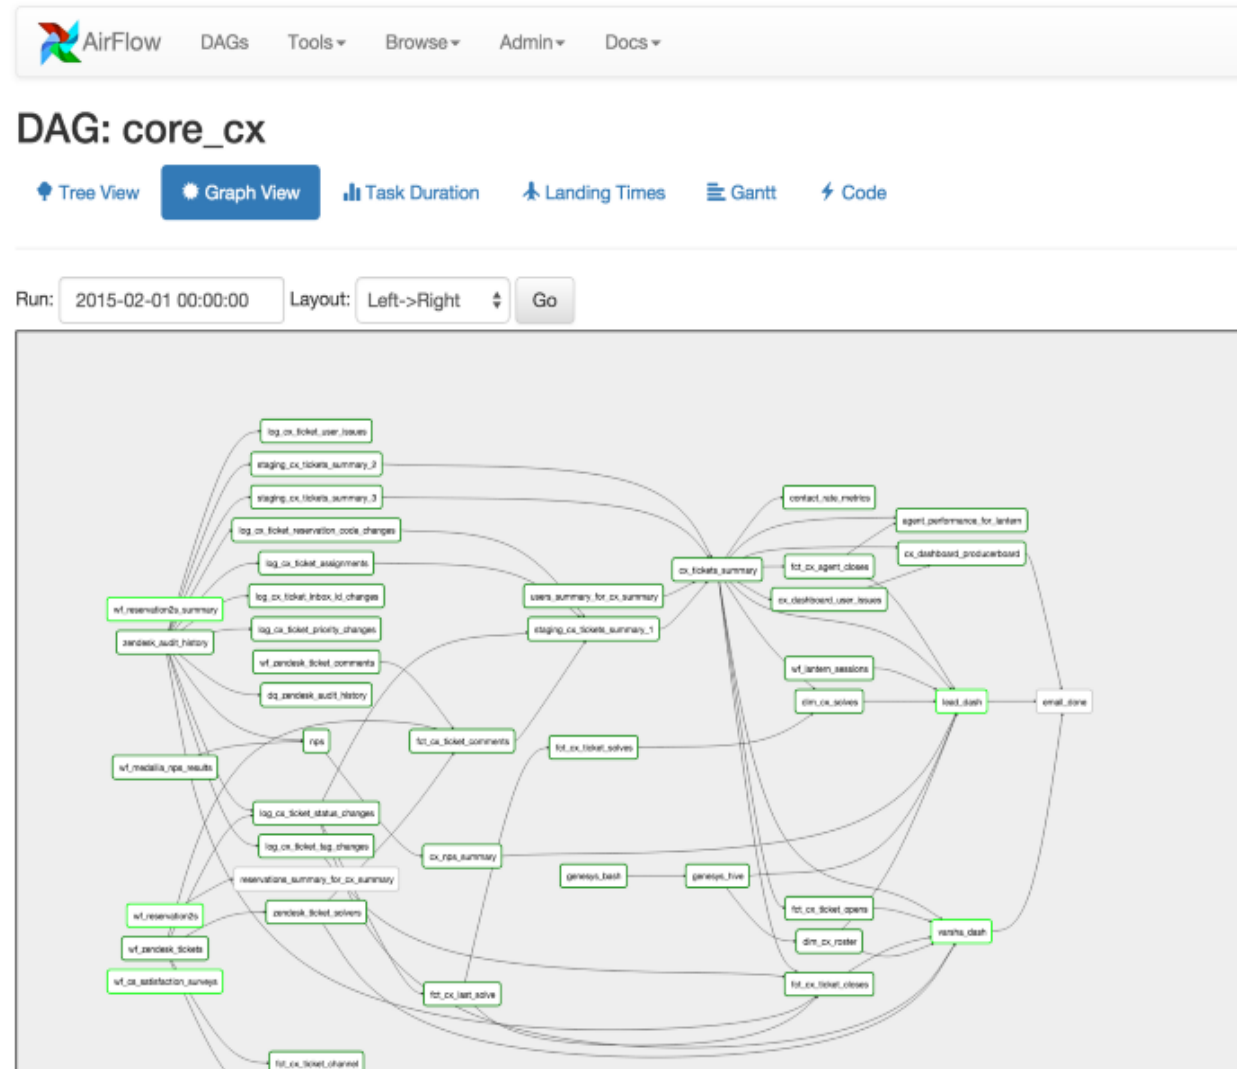 AirFlow DAGs Tools Browse Admin Docs
DAG: core_cx
Tree View Graph View Task Duration Landing Times Gantt Code
Run: 2015-02-01 00:00:00 Layout: Left->Right Go
log_cx_ticket_user_issues
staging_cx_tickets_summary_2
staging_cx_tickets_summary_3
contact_rate_metrics
agent_performance_for_lantern
log_cx_ticket_reservation_code_changes
cx_dashboard_producerboard
log_cx_ticket_assignments
cx_tickets_summary
fct_cx_agent_closes
log_cx_ticket_inbox_id_changes
users_summary_for_cx_summary
cx_dashboard_user_issues
wf_reservation2s_summary
log_cx_ticket_priority_changes
staging_cx_tickets_summary_1
zendesk_audit_history
wf_zendesk_ticket_comments
wf_lantern_sessions
dq_zendesk_audit_history
dim_cx_solves
lead_dash
email_done
nps
fct_cx_ticket_comments
fct_cx_ticket_solves
wf_medallia_nps_results
log_cx_ticket_status_changes
log_cx_ticket_tag_changes
cx_nps_summary
reservations_summary_for_cx_summary
genesys_bash
genesys_hive
wf_reservation2s
zendesk_ticket_solvers
fct_cx_ticket_opens
varsha_dash
wf_zendesk_tickets
dim_cx_roster
wf_cs_satisfaction_surveys
fct_cx_last_solve
fct_cx_ticket_closes
fct_cx_ticket_channel